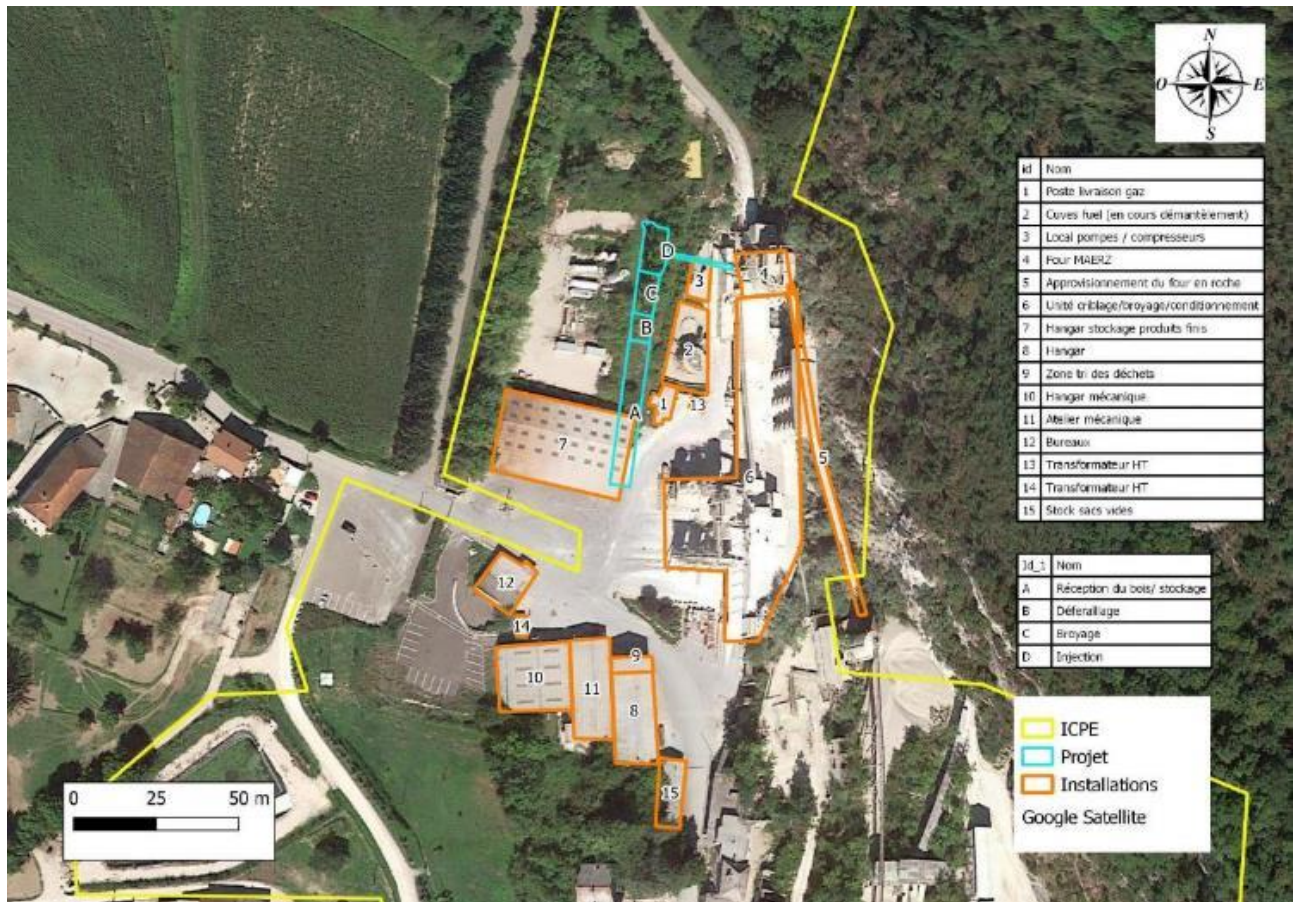 N
O
E
S
id Nom
1 Poste livraison gaz
2 Cuves fuel (en cours démantèlement)
3 Local pompes / compresseurs
4 Four MAERZ
5 Approvisionnement du four en roche
6 Unité criblage/broyage/conditionnement
7 Hangar stockage produits finis
8 Hangar
9 Zone tri des déchets
10 Hangar mécanique
11 Atelier mécanique
12 Bureaux
13 Transformateur HT
14 Transformateur HT
15 Stock sacs vides
D
4
3
C
B
2
1
13
A
7
5
6
12
14
9
10
11
8
15
Id_1 Nom
A Réception du bois/ stockage
B Déferaillage
C Broyage
D Injection
ICPE
Projet
Installations
Google Satellite
0 25 50 m